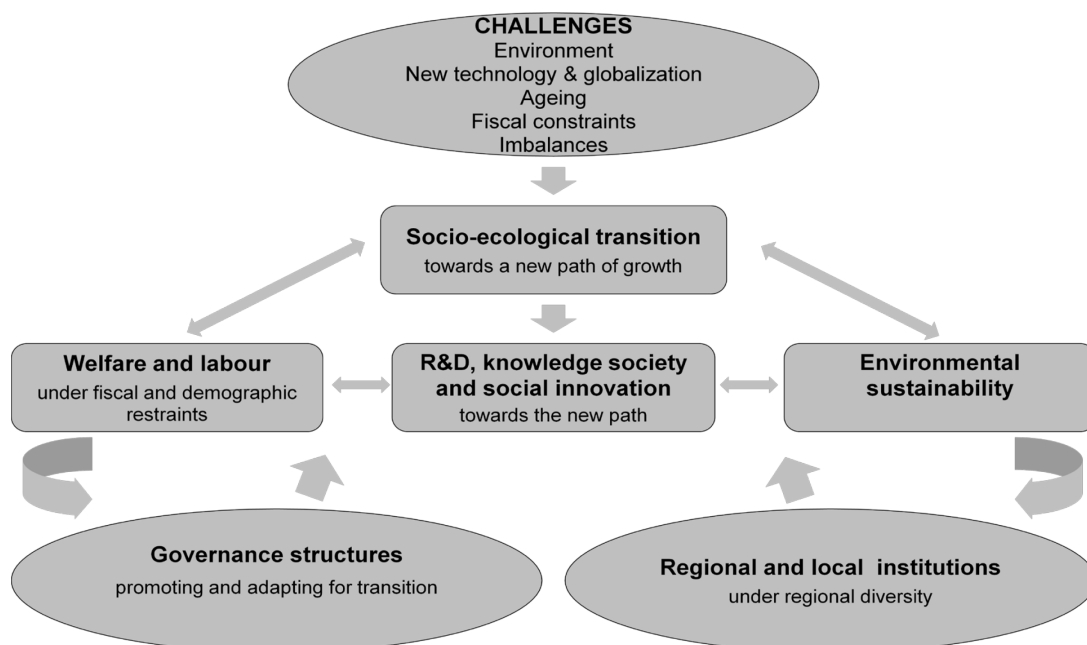 CHALLENGES
Environment
New technology & globalization
Ageing
Fiscal constraints
Imbalances
Socio-ecological transition
towards a new path of growth
Welfare and labour
under fiscal and demographic
restraints
R&D, knowledge society
and social innovation
towards the new path
Environmental
sustainability
Governance structures
promoting and adapting for transition
Regional and local institutions
under regional diversity